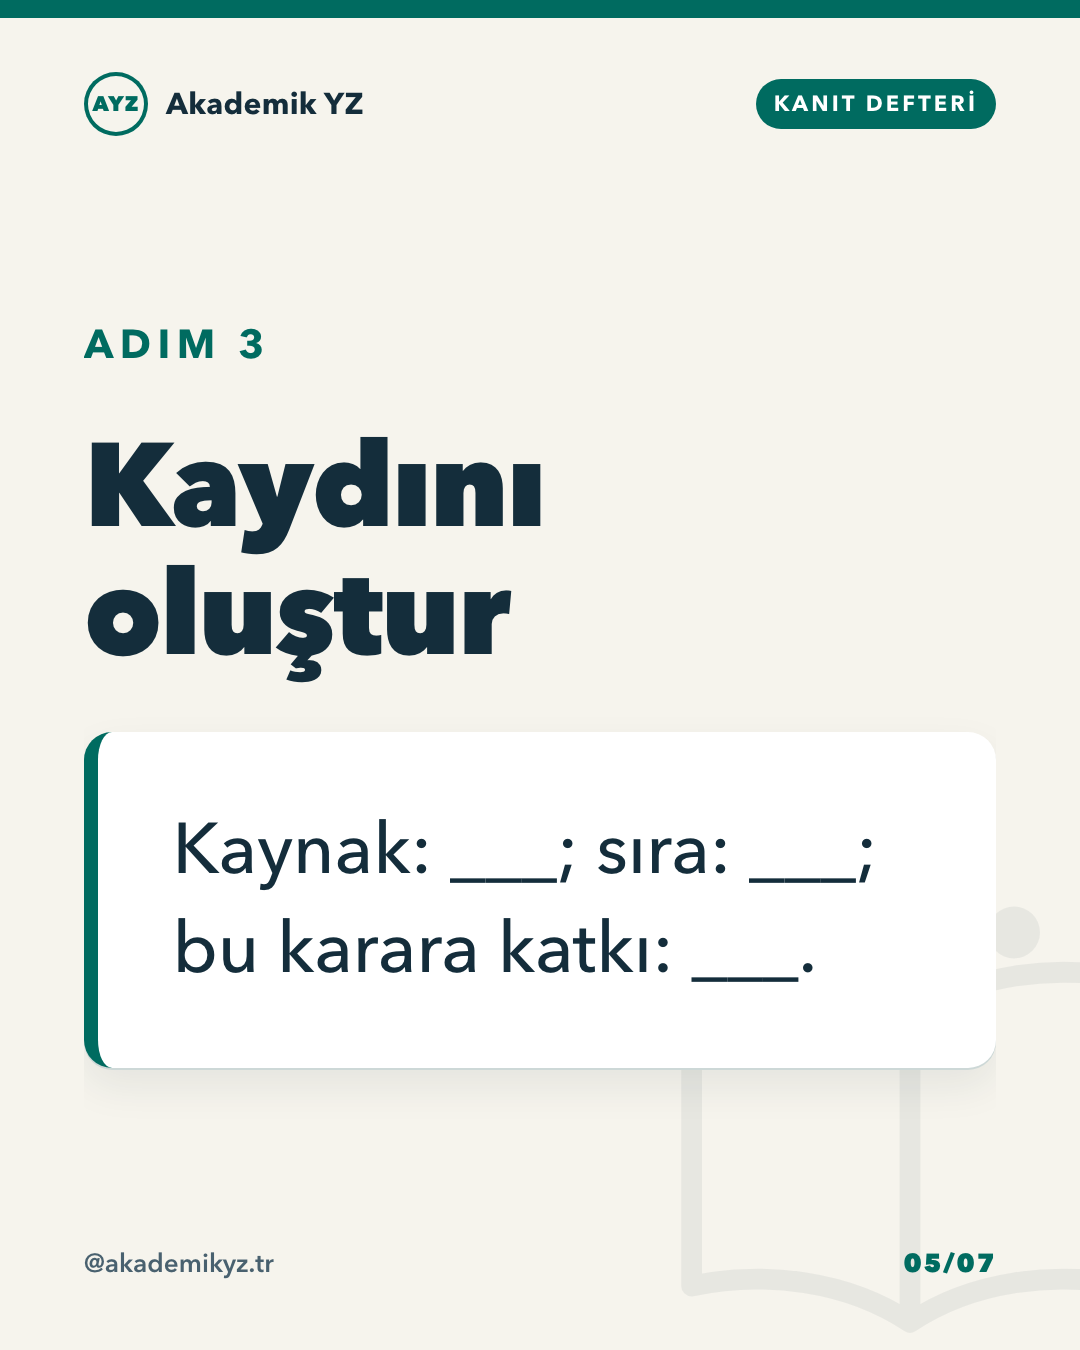 AYZ Akademik YZ
KANIT DEFTERİ
ADIM 3
Kaydını
oluştur
Kaynak: ___; sıra: ___;
bu karara katkı: ___.
@akademikyz.tr
05/07